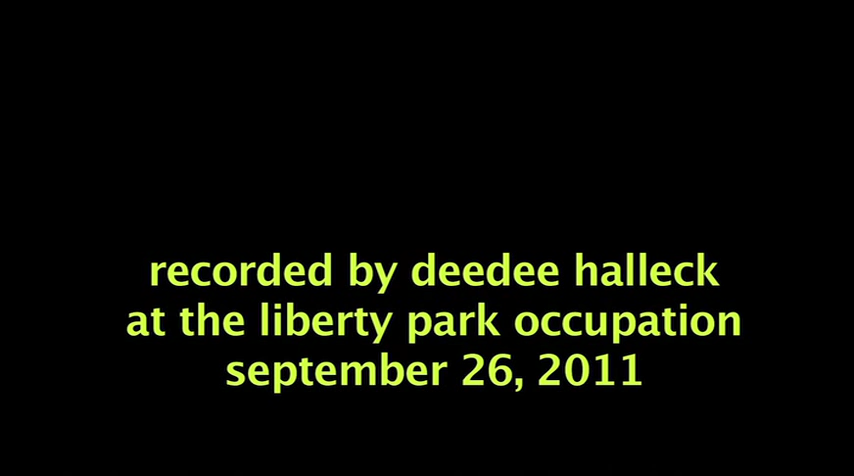 recorded by deedee halleck
at the liberty park occupation
september 26, 2011